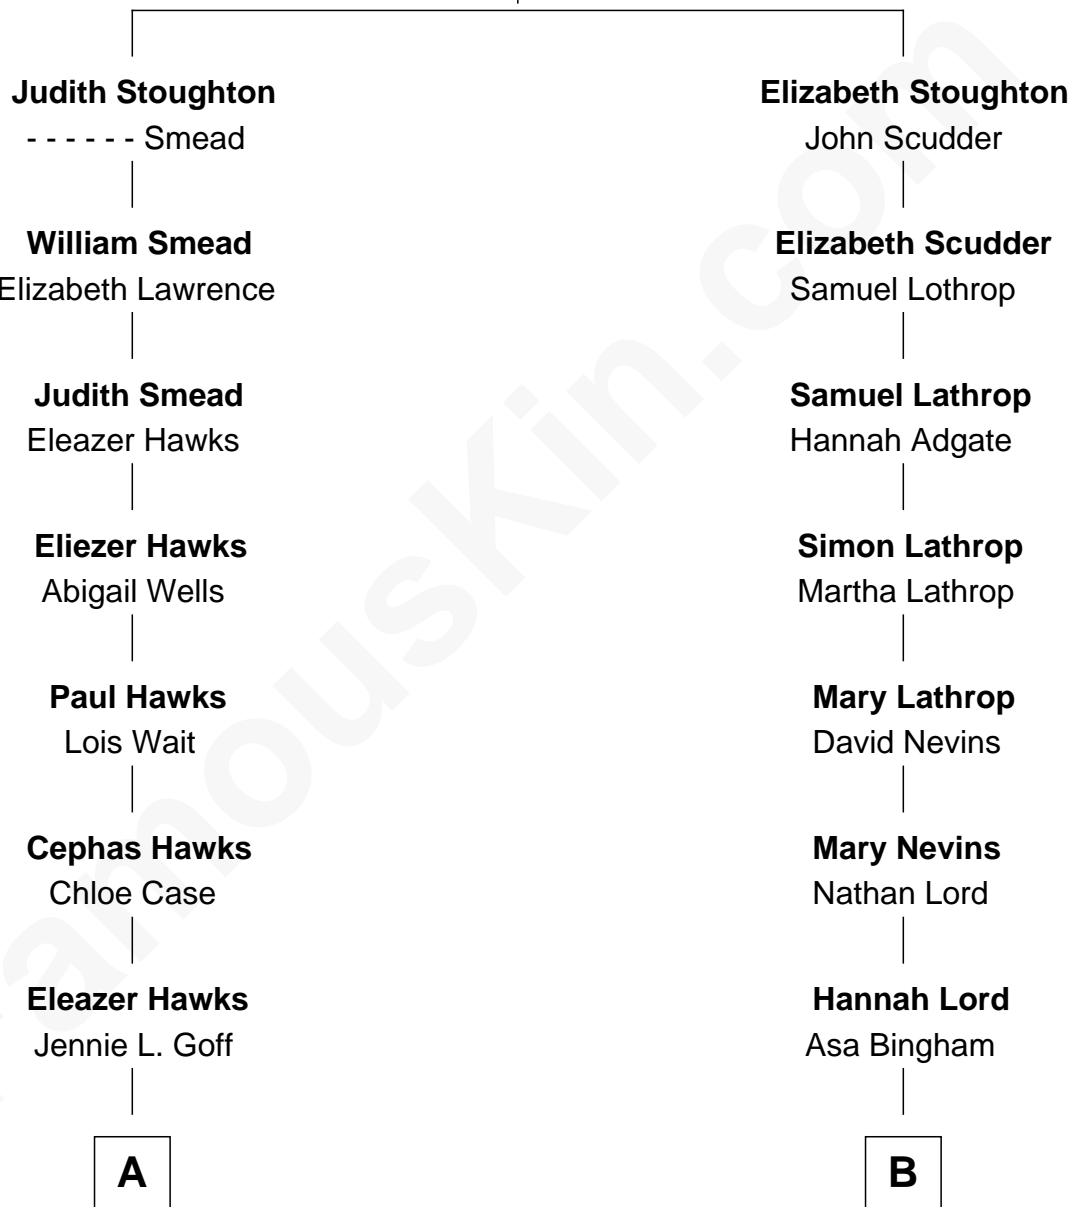 Judith Stoughton
- - - - - - Smead
William Smead
Elizabeth Lawrence
Judith Smead
Eleazer Hawks
Eliezer Hawks
Abigail Wells
Paul Hawks
Lois Wait
Cephas Hawks
Chloe Case
Eleazer Hawks
Jennie L. Goff
A
Elizabeth Stoughton
John Scudder
Elizabeth Scudder
Samuel Lothrop
Samuel Lathrop
Hannah Adgate
Simon Lathrop
Martha Lathrop
Mary Lathrop
David Nevins
Mary Nevins
Nathan Lord
Hannah Lord
Asa Bingham
B
FamousKin.com